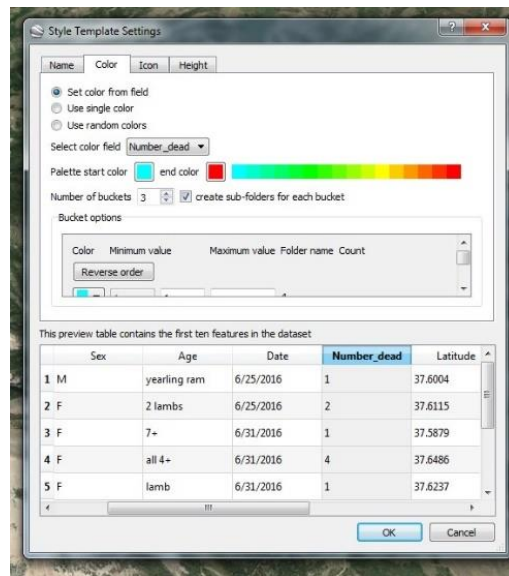 Style Template Settings
Name Color Icon Height
Set color from field
Use single color
Use random colors
Select color field Number_dead
Palette start color end color
Number of buckets 3 create sub-folders for each bucket
Bucket options
Color Minimum value Maximum value Folder name Count
Reverse order
This preview table contains the first ten features in the dataset
Sex Age Date Number_dead Latitude
1 M yearling ram 6/25/2016 1 37.6004
2 F 2 lambs 6/25/2016 2 37.6115
3 F 7+ 6/31/2016 1 37.5879
4 F all 4+ 6/31/2016 4 37.6486
5 F lamb 6/31/2016 1 37.6237
OK Cancel